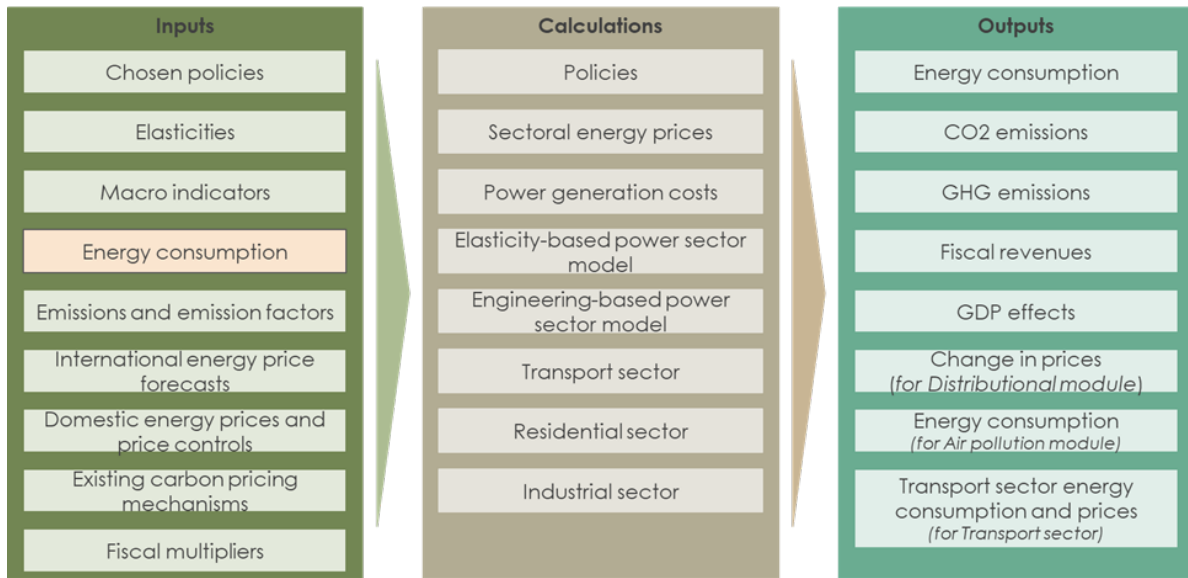 Inputs
Chosen policies
Elasticities
Macro indicators
Energy consumption
Emissions and emission factors
International energy price
forecasts
Domestic energy prices and
price controls
Existing carbon pricing
mechanisms
Fiscal multipliers
Calculations
Policies
Sectoral energy prices
Power generation costs
Elasticity-based power sector
model
Engineering-based power
sector model
Transport sector
Residential sector
Industrial sector
Outputs
Energy consumption
CO2 emissions
GHG emissions
Fiscal revenues
GDP effects
Change in prices
(for Distributional module)
Energy consumption
(for Air pollution module)
Transport sector energy
consumption and prices
(for Transport sector)